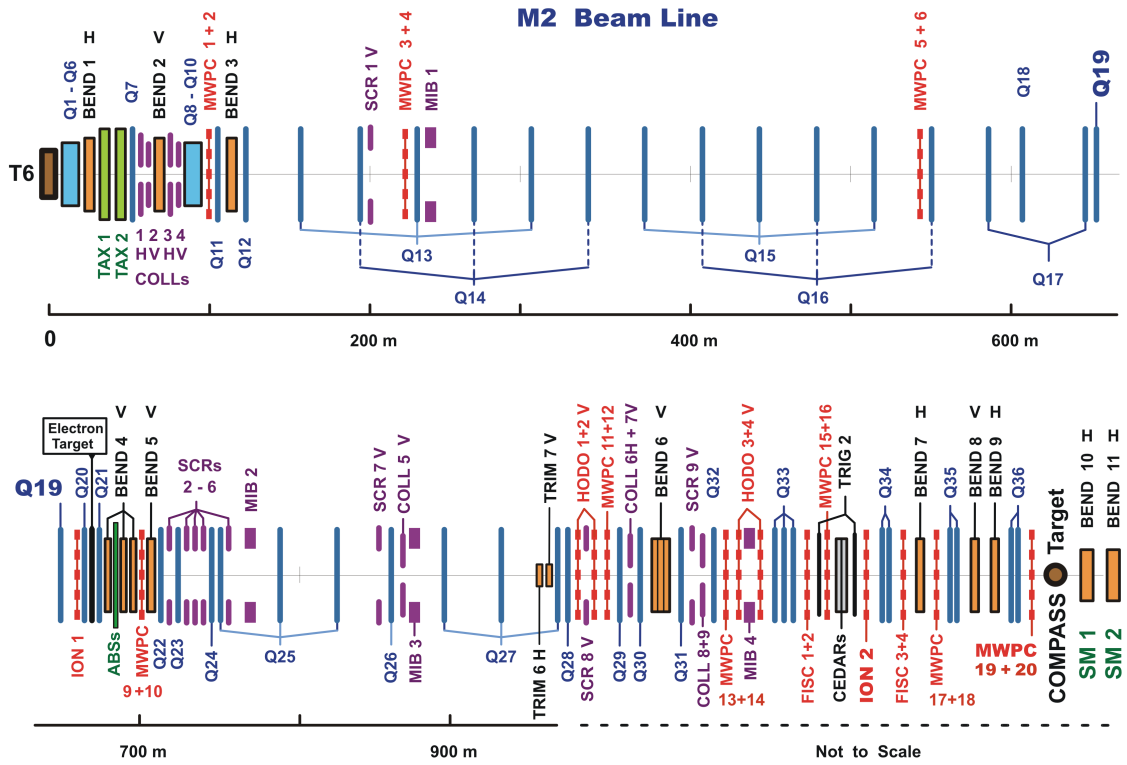 M2 Beam Line
H
V
H
Q1 - Q6
BEND 1
Q7
BEND 2
Q8 - Q10
MWPC 1 + 2
BEND 3
SCR 1 V
MWPC 3 + 4
MIB 1
MWPC 5 + 6
Q18
Q19
T6
TAX 1
TAX 2
1 2 3 4
HV HV
COLLs
Q11
Q12
Q13
Q14
Q15
Q16
Q17
0
200 m
400 m
600 m
Electron
Target
V
V
Q19
Q20
Q21
BEND 4
BEND 5
SCRs
2 - 6
MIB 2
SCR 7 V
COLL 5 V
TRIM 7 V
HODO 1+2 V
MWPC 11+12
COLL 6H + 7V
BEND 6
V
SCR 9 V
Q32
HODO 3+4 V
Q33
MWPC 15+16
TRIG 2
Q34
BEND 7
H
Q35
BEND 8
V
BEND 9
H
Q36
COMPASS Target
BEND 10
H
BEND 11
H
ION 1
ABSs
MWPC
9 +10
Q22
Q23
Q24
Q25
Q26
MIB 3
Q27
TRIM 6 H
Q28
SCR 8 V
Q29
Q30
Q31
COLL 8+9
MWPC
13+14
MIB 4
FISC 1+2
CEDARs
ION 2
FISC 3+4
MWPC
17+18
MWPC
19 + 20
SM 1
SM 2
700 m
900 m
Not to Scale